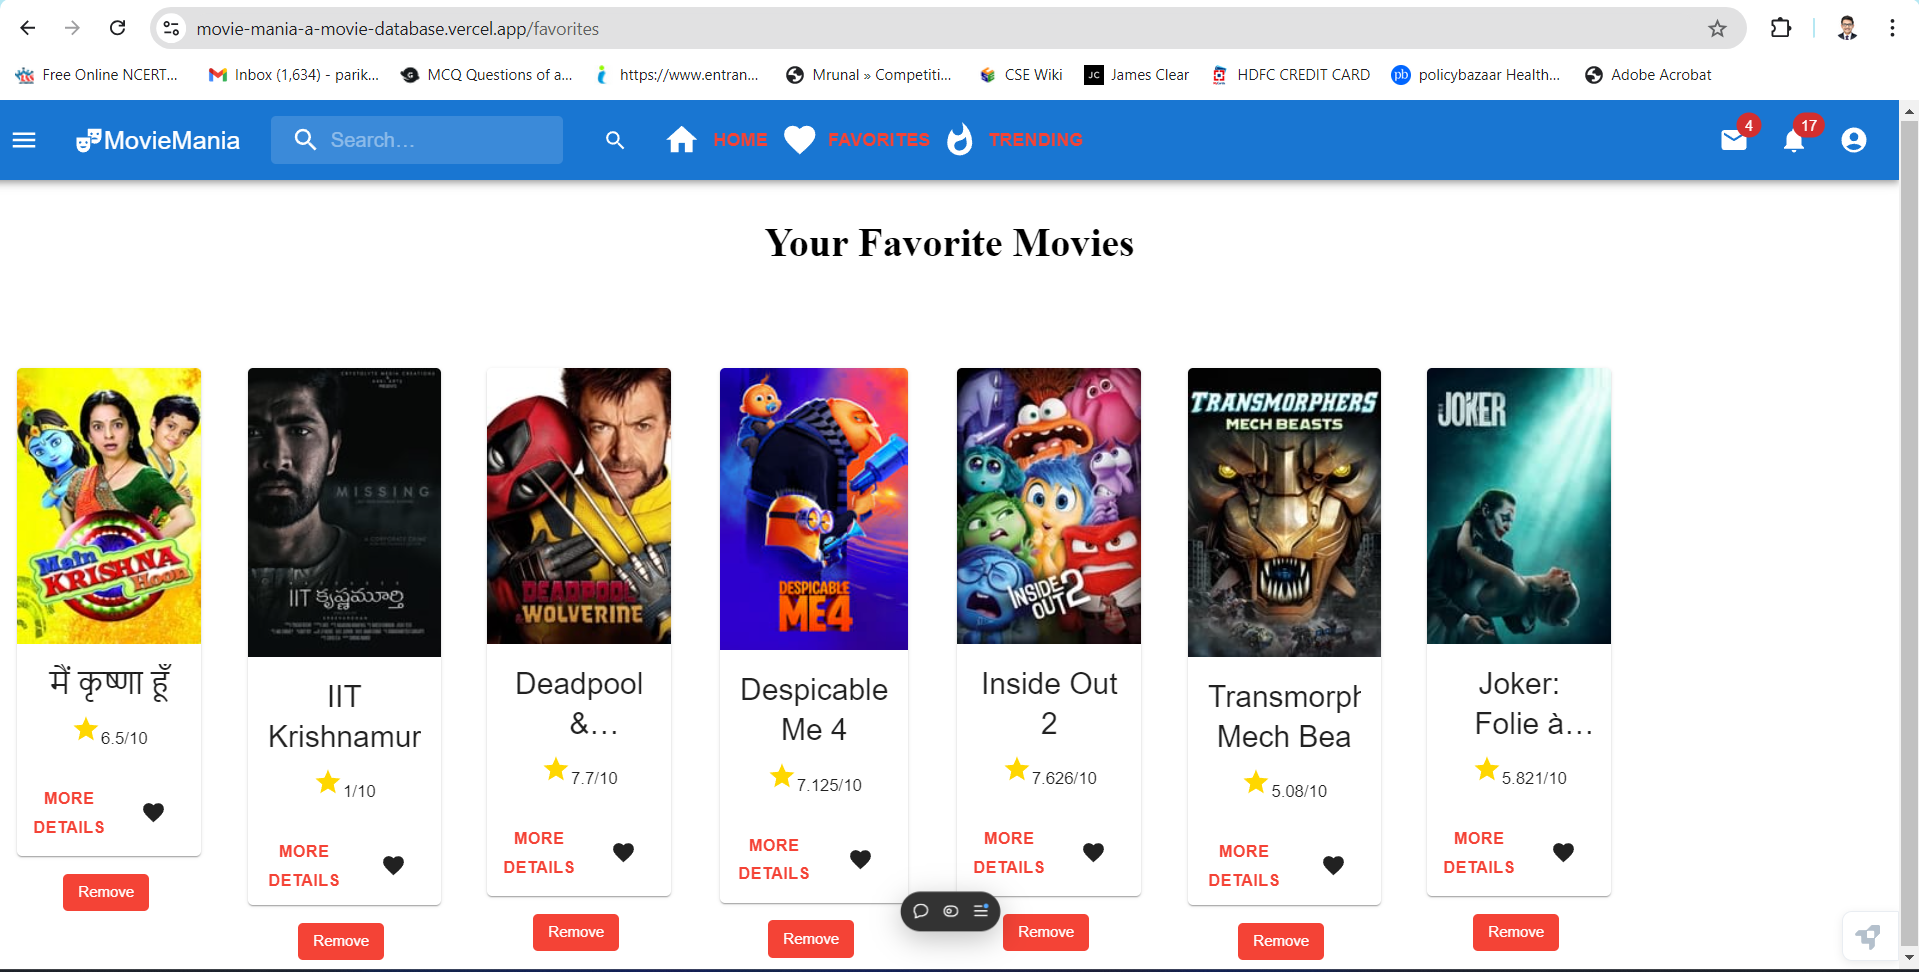 movie-mania-a-movie-database.vercel.app/favorites
Free Online NCERT...
Inbox (1,634) - parik...
MCQ Questions of a...
https://www.entran...
Mrunal » Competiti...
CSE Wiki
JC James Clear
HDFC CREDIT CARD
pb policybazaar Health...
Adobe Acrobat
MovieMania
Search...
HOME
FAVORITES
TRENDING
4
17
Your Favorite Movies
Main
KRISHNA
Hoon
मैं कृष्णा हूँ
6.5/10
MORE
DETAILS
Remove
MISSING
IIT కృష్ణమూర్తి
IIT
Krishnamur
1/10
MORE
DETAILS
Remove
DEADPOOL
WOLVERINE
Deadpool
&...
7.7/10
MORE
DETAILS
Remove
DESPICABLE
ME4
Despicable
Me 4
7.125/10
MORE
DETAILS
Remove
INSIDE
OUT 2
Inside Out
2
7.626/10
MORE
DETAILS
Remove
TRANSMORPHERS
MECH BEASTS
Transmorph
Mech Bea
5.08/10
MORE
DETAILS
Remove
JOKER
Joker:
Folie à...
5.821/10
MORE
DETAILS
Remove